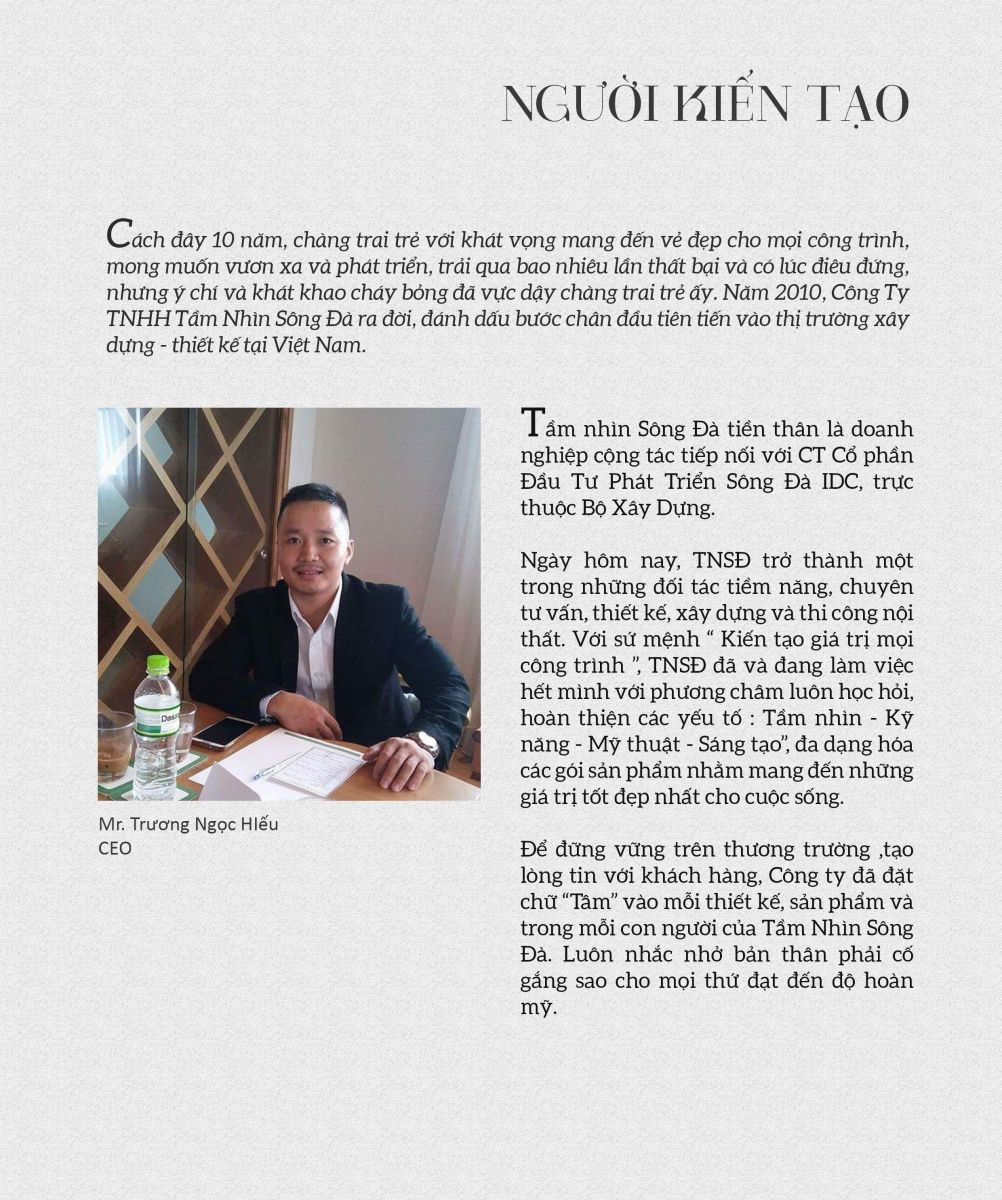 NGƯỜI KIẾN TẠO
Cách đây 10 năm, chàng trai trẻ với khát vọng mang đến vẻ đẹp cho mọi công trình,
mong muốn vươn xa và phát triển, trải qua bao nhiêu lần thất bại và có lúc điêu đứng,
nhưng ý chí và khát khao cháy bỏng đã vực dậy chàng trai trẻ ấy. Năm 2010, Công Ty
TNHH Tầm Nhìn Sông Đà ra đời, đánh dấu bước chân đầu tiên tiến vào thị trường xây
dựng - thiết kế tại Việt Nam.
Dasa
Mr. Trương Ngọc HIếu
CEO
Tầm nhìn Sông Đà tiền thân là doanh
nghiệp cộng tác tiếp nối với CT Cổ phần
Đầu Tư Phát Triển Sông Đà IDC, trực
thuộc Bộ Xây Dựng.
Ngày hôm nay, TNSĐ trở thành một
trong những đối tác tiềm năng, chuyên
tư vấn, thiết kế, xây dựng và thi công nội
thất. Với sứ mệnh “ Kiến tạo giá trị mọi
công trình ”, TNSĐ đã và đang làm việc
hết mình với phương châm luôn học hỏi,
hoàn thiện các yếu tố : Tầm nhìn - Kỹ
năng - Mỹ thuật - Sáng tạo”, đa dạng hóa
các gói sản phẩm nhằm mang đến những
giá trị tốt đẹp nhất cho cuộc sống.
Để đững vững trên thương trường ,tạo
lòng tin với khách hàng, Công ty đã đặt
chữ “Tâm” vào mỗi thiết kế, sản phẩm và
trong mỗi con người của Tầm Nhìn Sông
Đà. Luôn nhắc nhở bản thân phải cố
gắng sao cho mọi thứ đạt đến độ hoàn
mỹ.